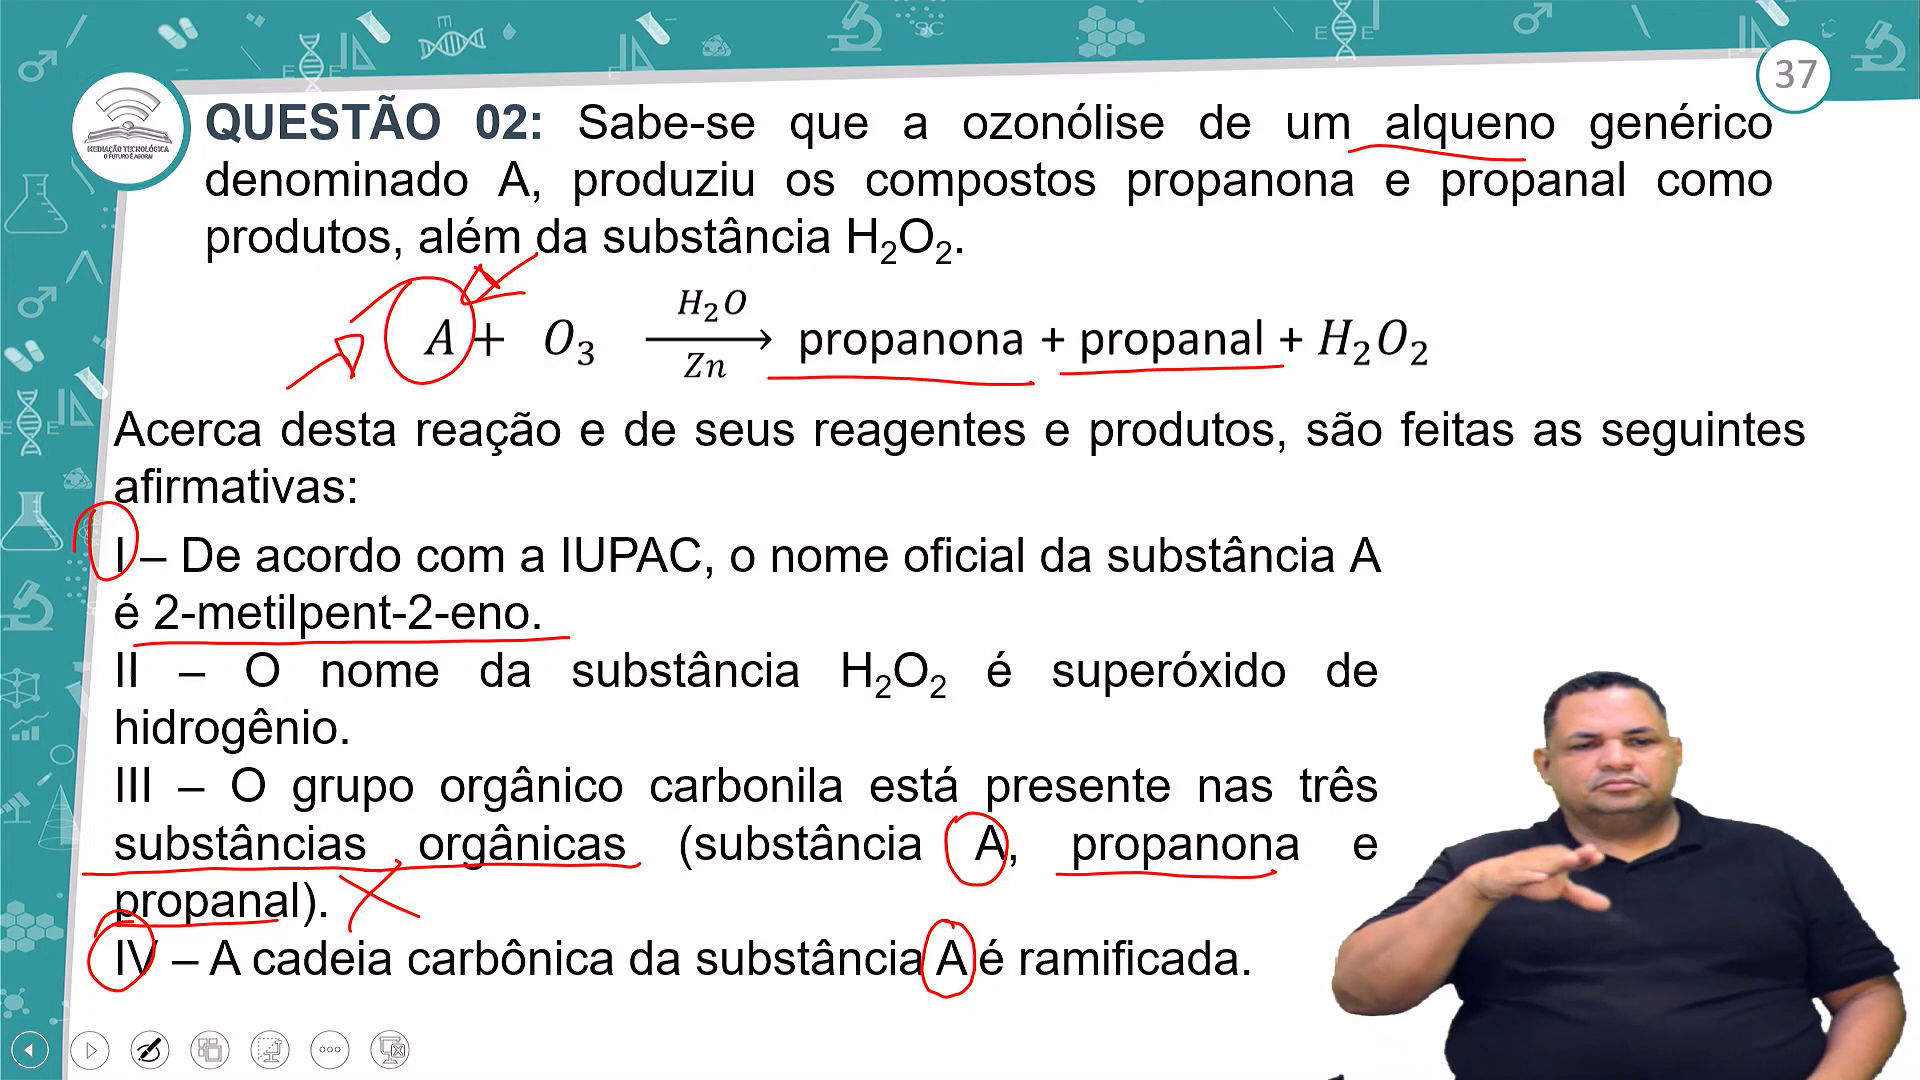 37
MEDIAÇÃO TECNOLÓGICA
O FUTURO É AGORA!
QUESTÃO 02: Sabe-se que a ozonólise de um alqueno genérico
denominado A, produziu os compostos propanona e propanal como
produtos, além da substância H₂O₂.
H₂O
A + O₃ ⟶ propanona + propanal + H₂O₂
Zn
Acerca desta reação e de seus reagentes e produtos, são feitas as seguintes
afirmativas:
I – De acordo com a IUPAC, o nome oficial da substância A
é 2-metilpent-2-eno.
II – O nome da substância H₂O₂ é superóxido de
hidrogênio.
III – O grupo orgânico carbonila está presente nas três
substâncias orgânicas (substância A, propanona e
propanal).
IV – A cadeia carbônica da substância A é ramificada.